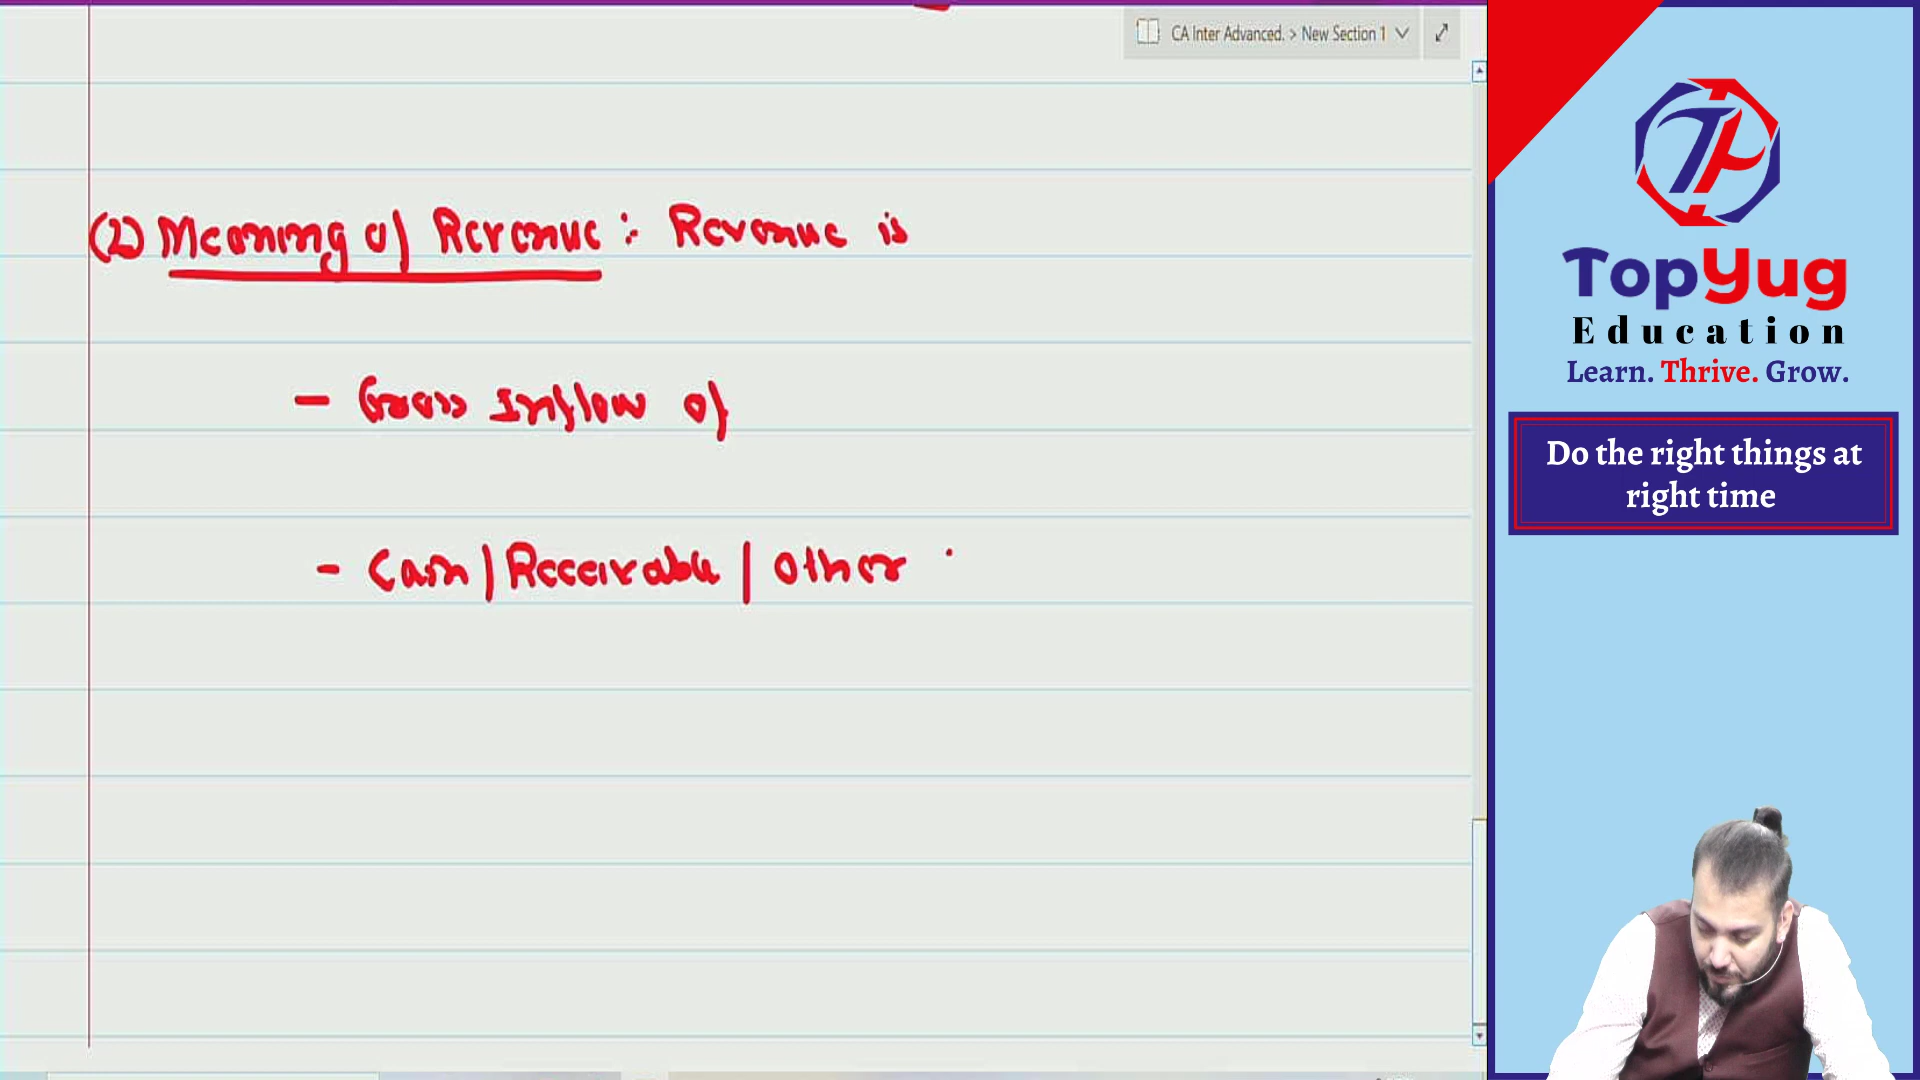 CA Inter Advanced. > New Section 1
(2) Meaning of Revenue :- Revenue is
- Gross Inflow of
- Cash | Receivable | Other
TopYug
Education
Learn. Thrive. Grow.
Do the right things at
right time